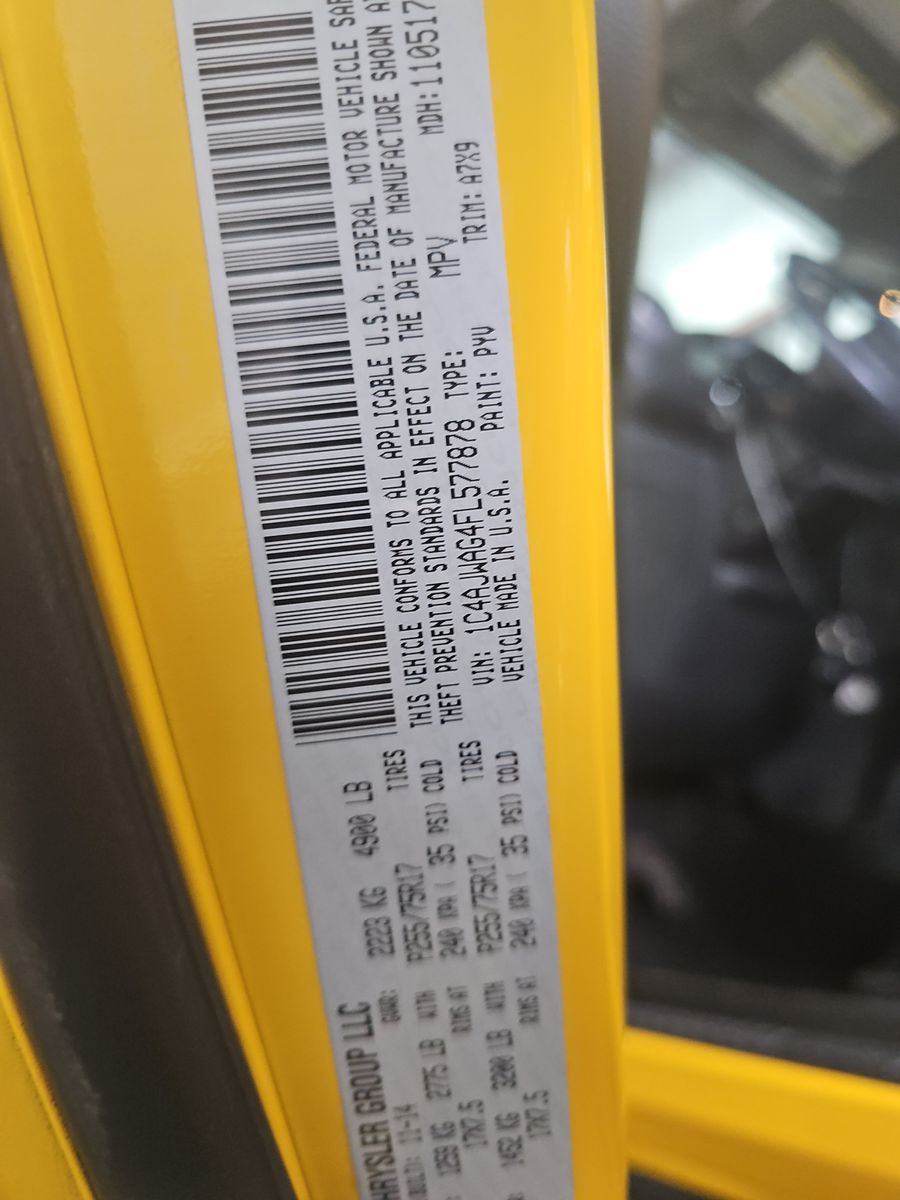 HRYSLER GROUP LLC
BUILT: 11-14 GVWR: 2223 KG 4900 LB
1259 KG 2775 LB WITH P255/75R17 TIRES
17X7.5 RIMS AT 240 KPA ( 35 PSI) COLD
1452 KG 3200 LB WITH P255/75R17 TIRES
17X7.5 RIMS AT 240 KPA ( 35 PSI) COLD
THIS VEHICLE CONFORMS TO ALL APPLICABLE U.S.A. FEDERAL MOTOR VEHICLE SAF
THEFT PREVENTION STANDARDS IN EFFECT ON THE DATE OF MANUFACTURE SHOWN A
VIN: 1C4AJWAG4FL577878 TYPE: MPV MDH:110517
VEHICLE MADE IN U.S.A. PAINT: PYV TRIM: A7X9